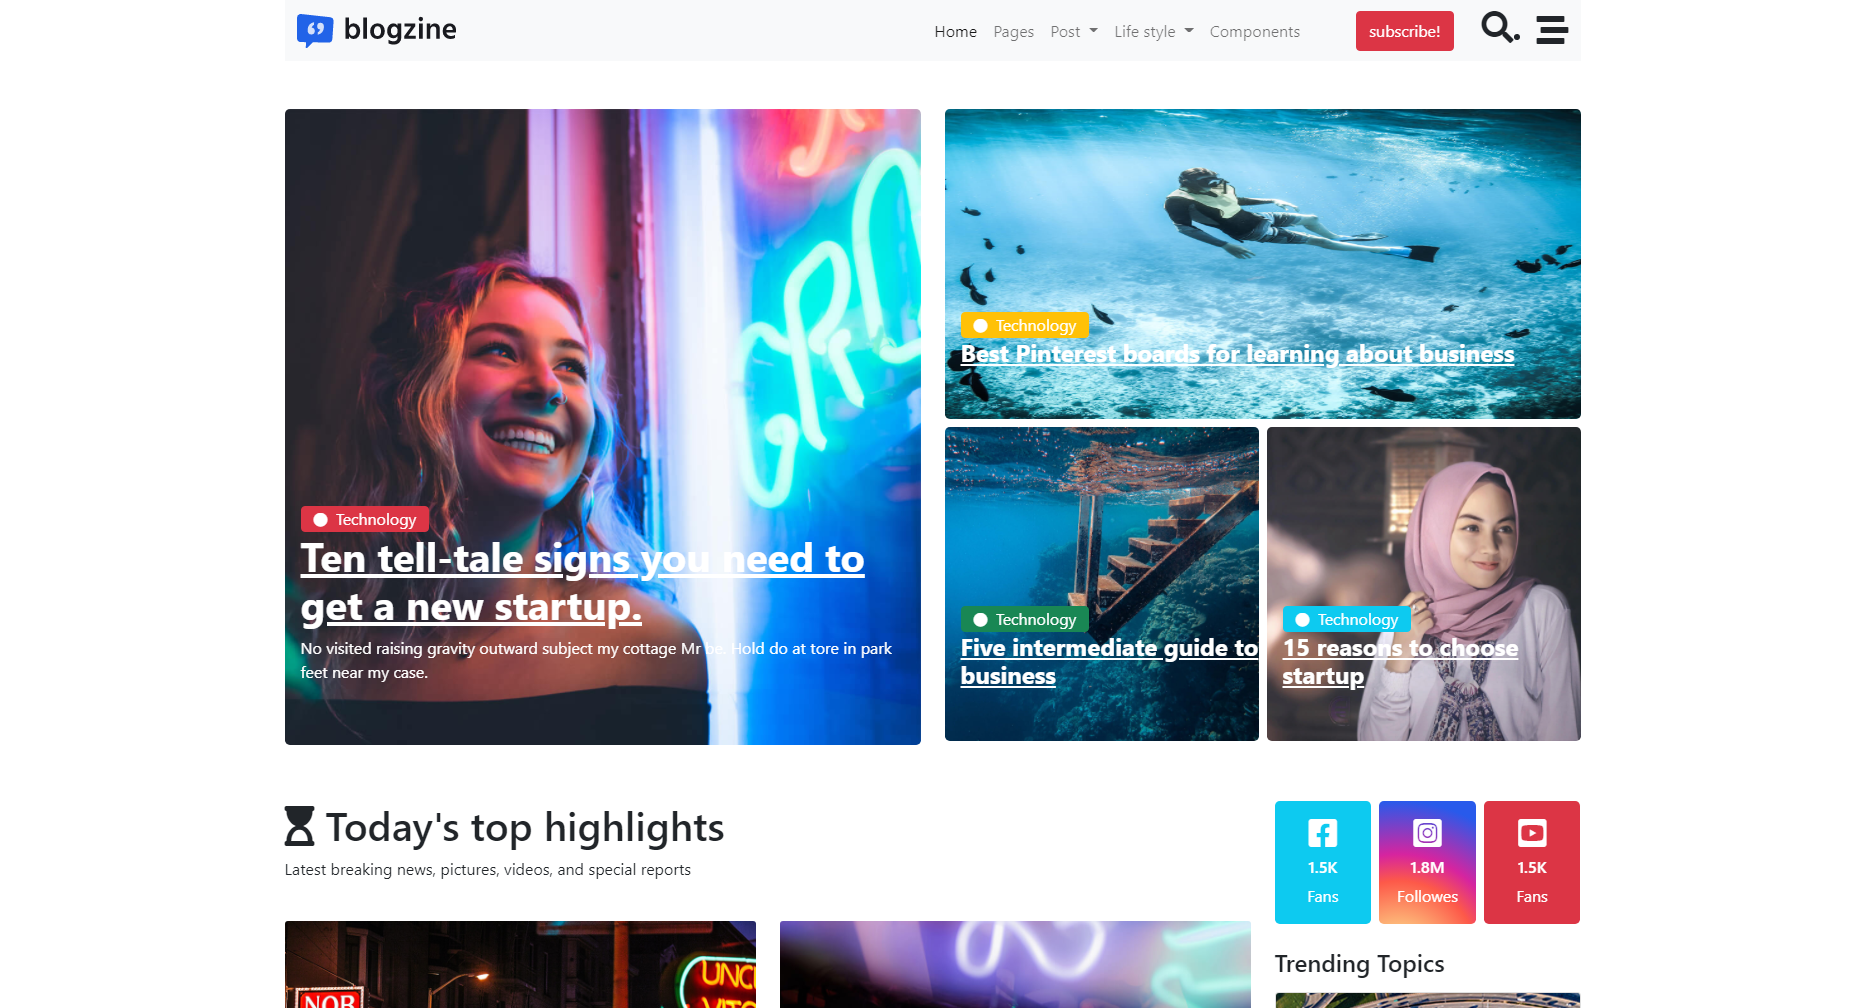 blogzine
Home Pages Post Life style Components subscribe!
Technology
Ten tell-tale signs you need to
get a new startup.
No visited raising gravity outward subject my cottage Mr be. Hold do at tore in park
feet near my case.
Technology
Best Pinterest boards for learning about business
Technology
Five intermediate guide to
business
Technology
15 reasons to choose
startup
Today's top highlights
Latest breaking news, pictures, videos, and special reports
1.5K
Fans
1.8M
Followes
1.5K
Fans
Trending Topics
NOR
UNC